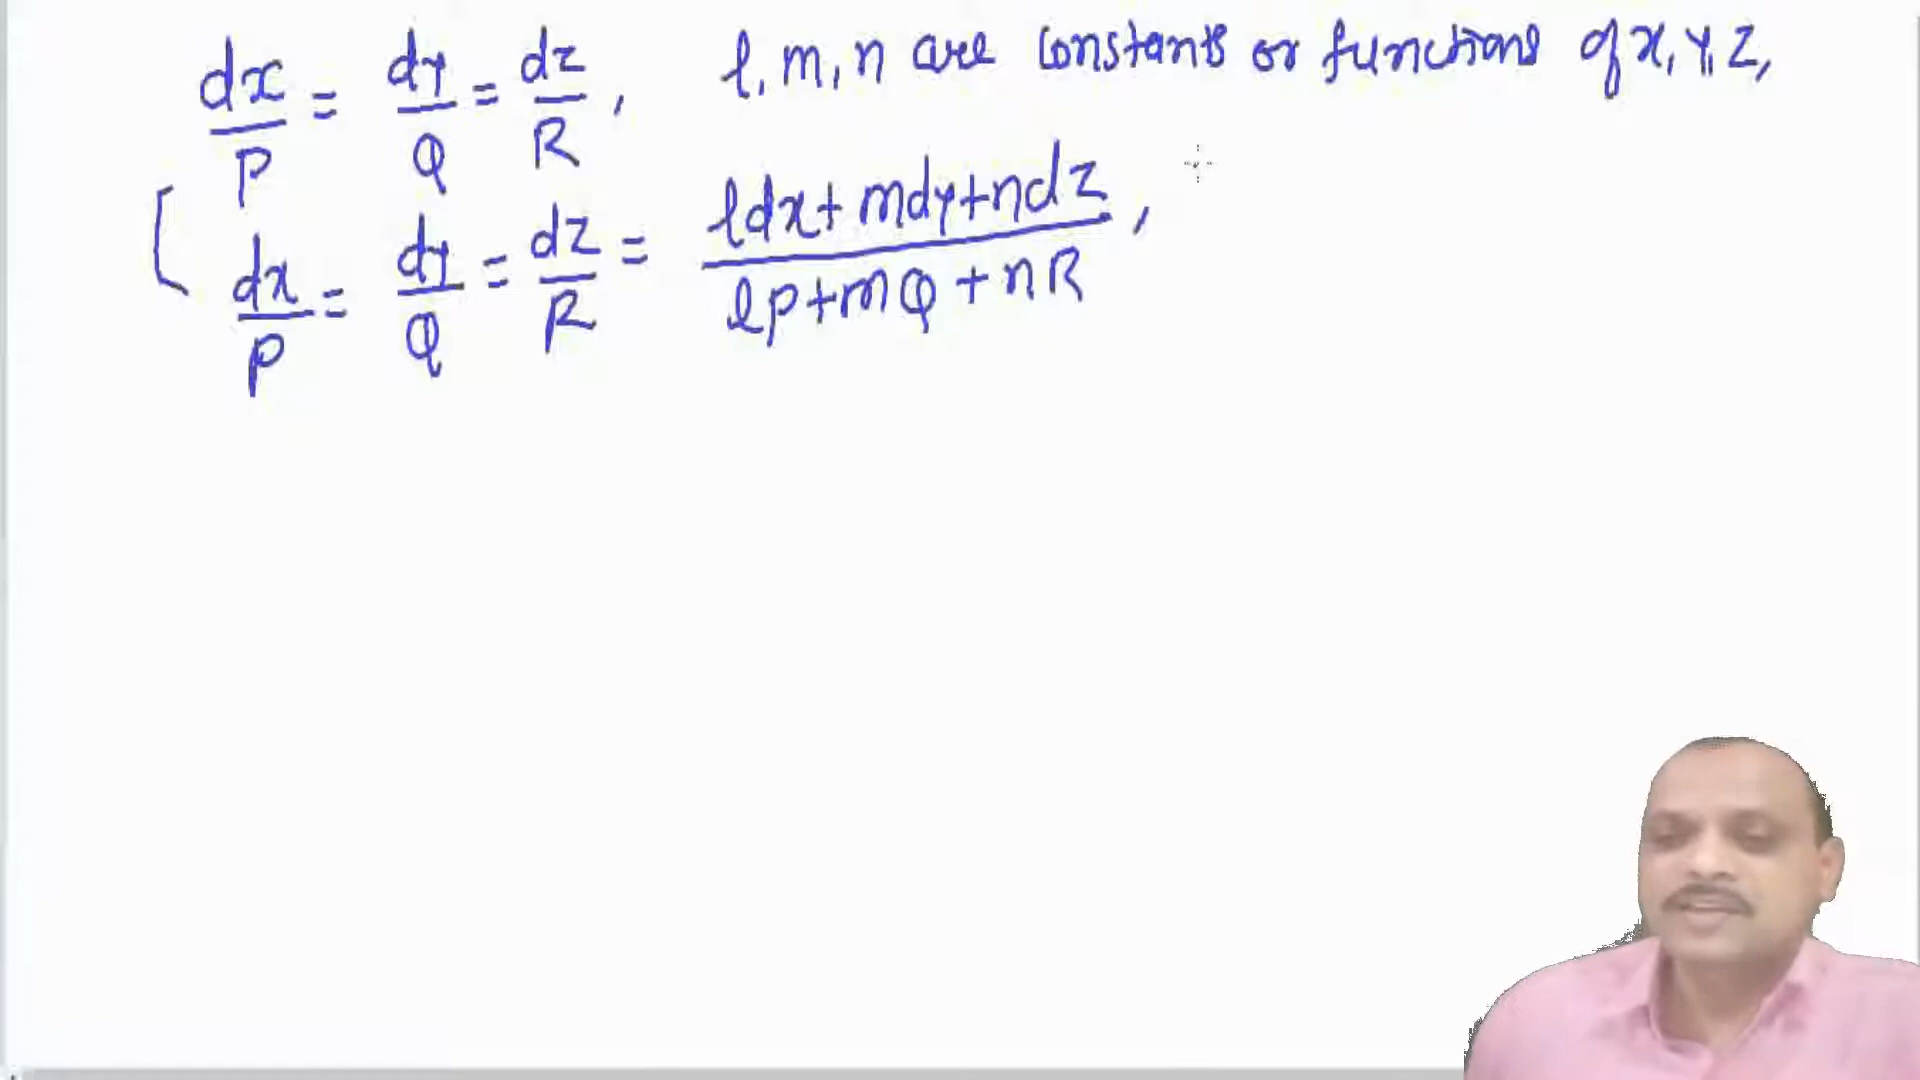 dx/P = dy/Q = dz/R, l, m, n are constants or functions of x, y, z,
dx/P = dy/Q = dz/R = ldx+mdy+ndz/lP+mQ+nR,